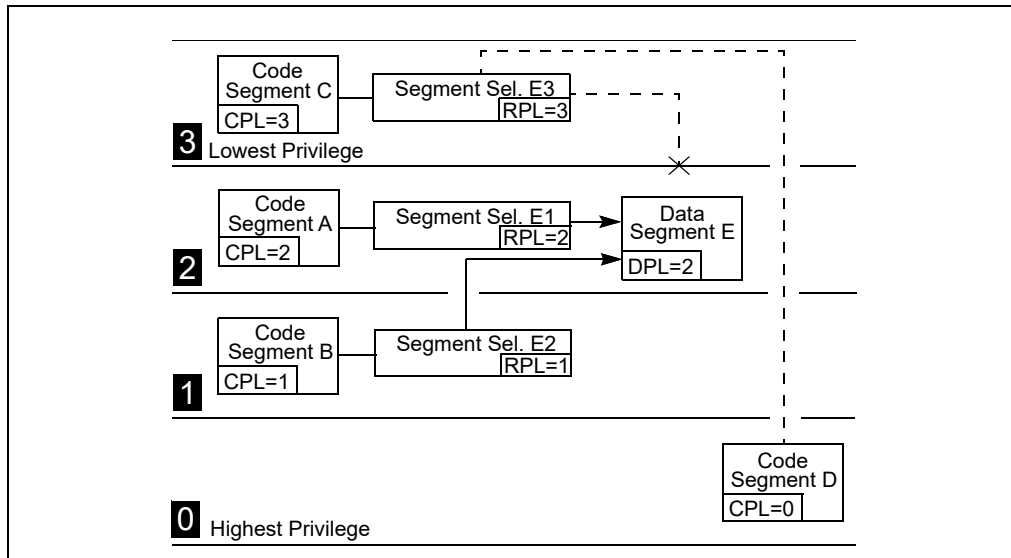 Code
Segment C
CPL=3
Segment Sel. E3
RPL=3
3
Lowest Privilege
Code
Segment A
CPL=2
Segment Sel. E1
RPL=2
Data
Segment E
DPL=2
2
Code
Segment B
CPL=1
Segment Sel. E2
RPL=1
1
Code
Segment D
CPL=0
0
Highest Privilege